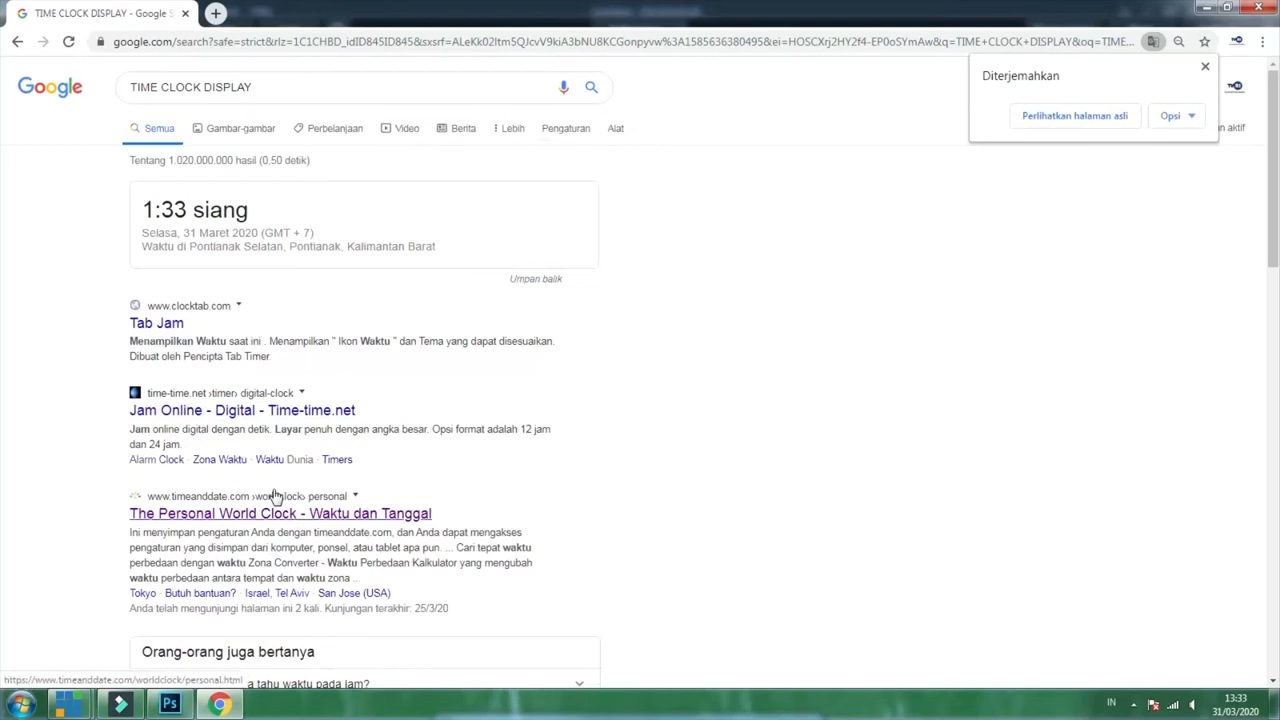 TIME CLOCK DISPLAY - Google S
google.com/search?safe=strict&rlz=1C1CHBD_idID845ID845&sxsrf=ALeKk02Itm5QJcvV9kiA3bNU8KCGonpyvw%3A1585636380495&ei=HOSCXrj2HY2f4-EP0oSYmAw&q=TIME+CLOCK+DISPLAY&oq=TIME...
Diterjemahkan
Perlihatkan halaman asli
Opsi
Google
TIME CLOCK DISPLAY
Semua
Gambar-gambar
Perbelanjaan
Video
Berita
Lebih
Pengaturan
Alat
n aktif
Tentang 1.020.000.000 hasil (0,50 detik)
1:33 siang
Selasa, 31 Maret 2020 (GMT + 7)
Waktu di Pontianak Selatan, Pontianak, Kalimantan Barat
Umpan balik
www.clocktab.com
Tab Jam
Menampilkan Waktu saat ini . Menampilkan " Ikon Waktu " dan Tema yang dapat disesuaikan.
Dibuat oleh Pencipta Tab Timer
time-time.net ›timer› digital-clock
Jam Online - Digital - Time-time.net
Jam online digital dengan detik. Layar penuh dengan angka besar. Opsi format adalah 12 jam
dan 24 jam.
Alarm Clock · Zona Waktu · Waktu Dunia · Timers
www.timeanddate.com ›worldclock› personal
The Personal World Clock - Waktu dan Tanggal
Ini menyimpan pengaturan Anda dengan timeanddate.com, dan Anda dapat mengakses
pengaturan yang disimpan dari komputer, ponsel, atau tablet apa pun. ... Cari tepat waktu
perbedaan dengan waktu Zona Converter - Waktu Perbedaan Kalkulator yang mengubah
waktu perbedaan antara tempat dan waktu zona ...
Tokyo · Butuh bantuan? · Israel, Tel Aviv · San Jose (USA)
Anda telah mengunjungi halaman ini 2 kali. Kunjungan terakhir: 25/3/20
Orang-orang juga bertanya
a tahu waktu pada jam?
https://www.timeanddate.com/worldclock/personal.html
Ps
IN
13:33
31/03/2020